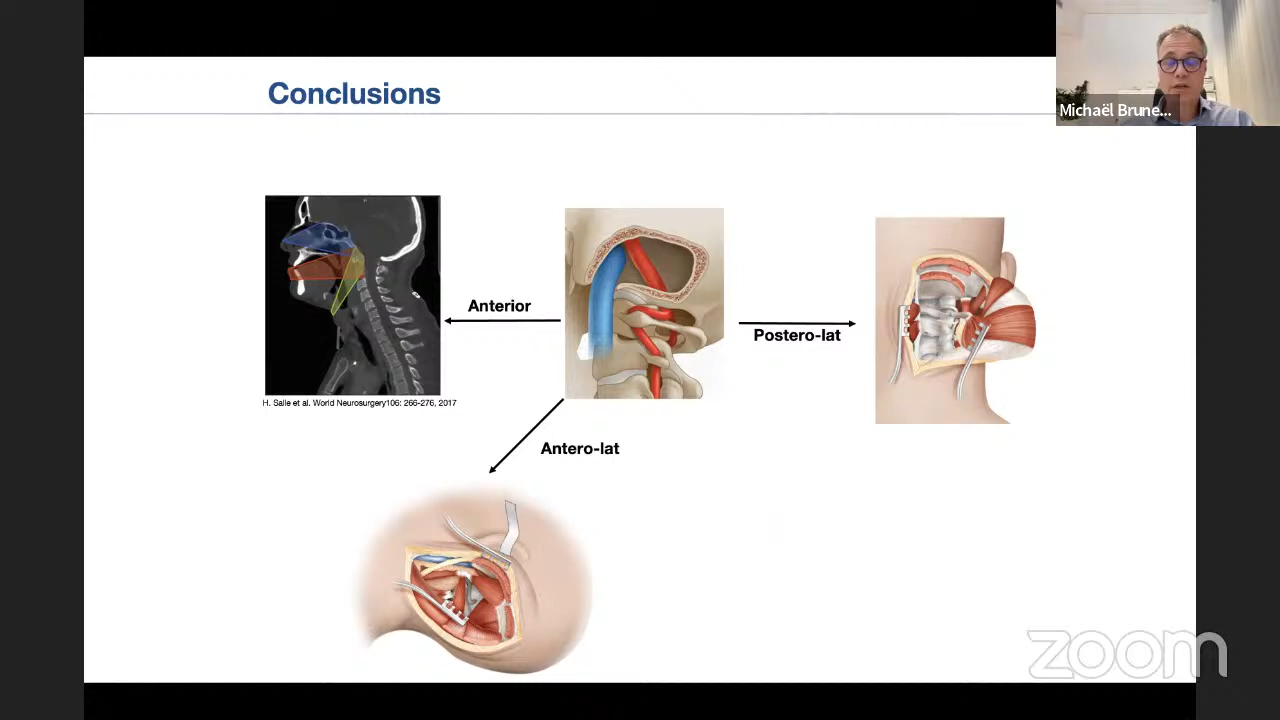 Conclusions
Michaël Brune...
Anterior
Postero-lat
H. Salle et al. World Neurosurgery106: 266-276, 2017
Antero-lat
zoom